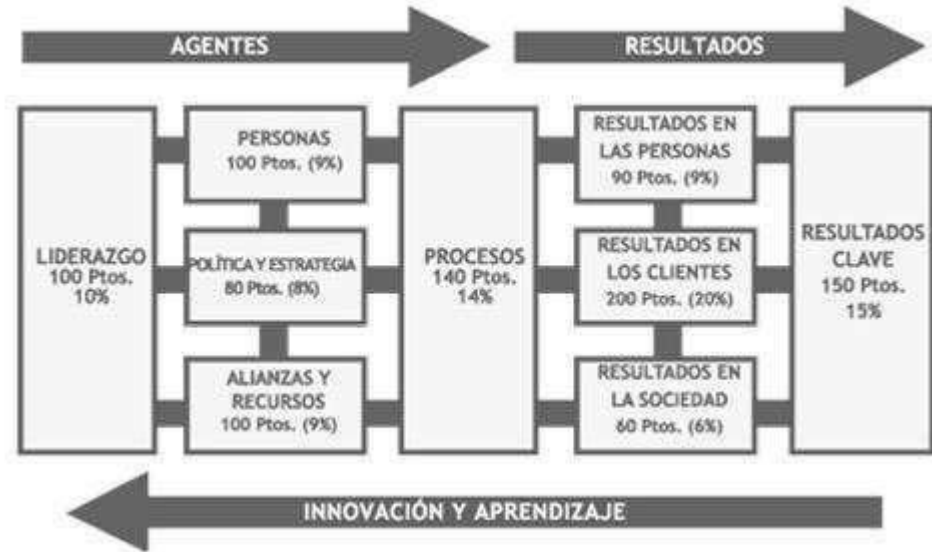 AGENTES
RESULTADOS
LIDERAZGO
100 Ptos.
10%
PERSONAS
100 Ptos. (9%)
POLÍTICA Y ESTRATEGIA
80 Ptos. (8%)
ALIANZAS Y
RECURSOS
100 Ptos. (9%)
PROCESOS
140 Ptos.
14%
RESULTADOS EN
LAS PERSONAS
90 Ptos. (9%)
RESULTADOS EN
LOS CLIENTES
200 Ptos. (20%)
RESULTADOS EN
LA SOCIEDAD
60 Ptos. (6%)
RESULTADOS
CLAVE
150 Ptos.
15%
INNOVACIÓN Y APRENDIZAJE